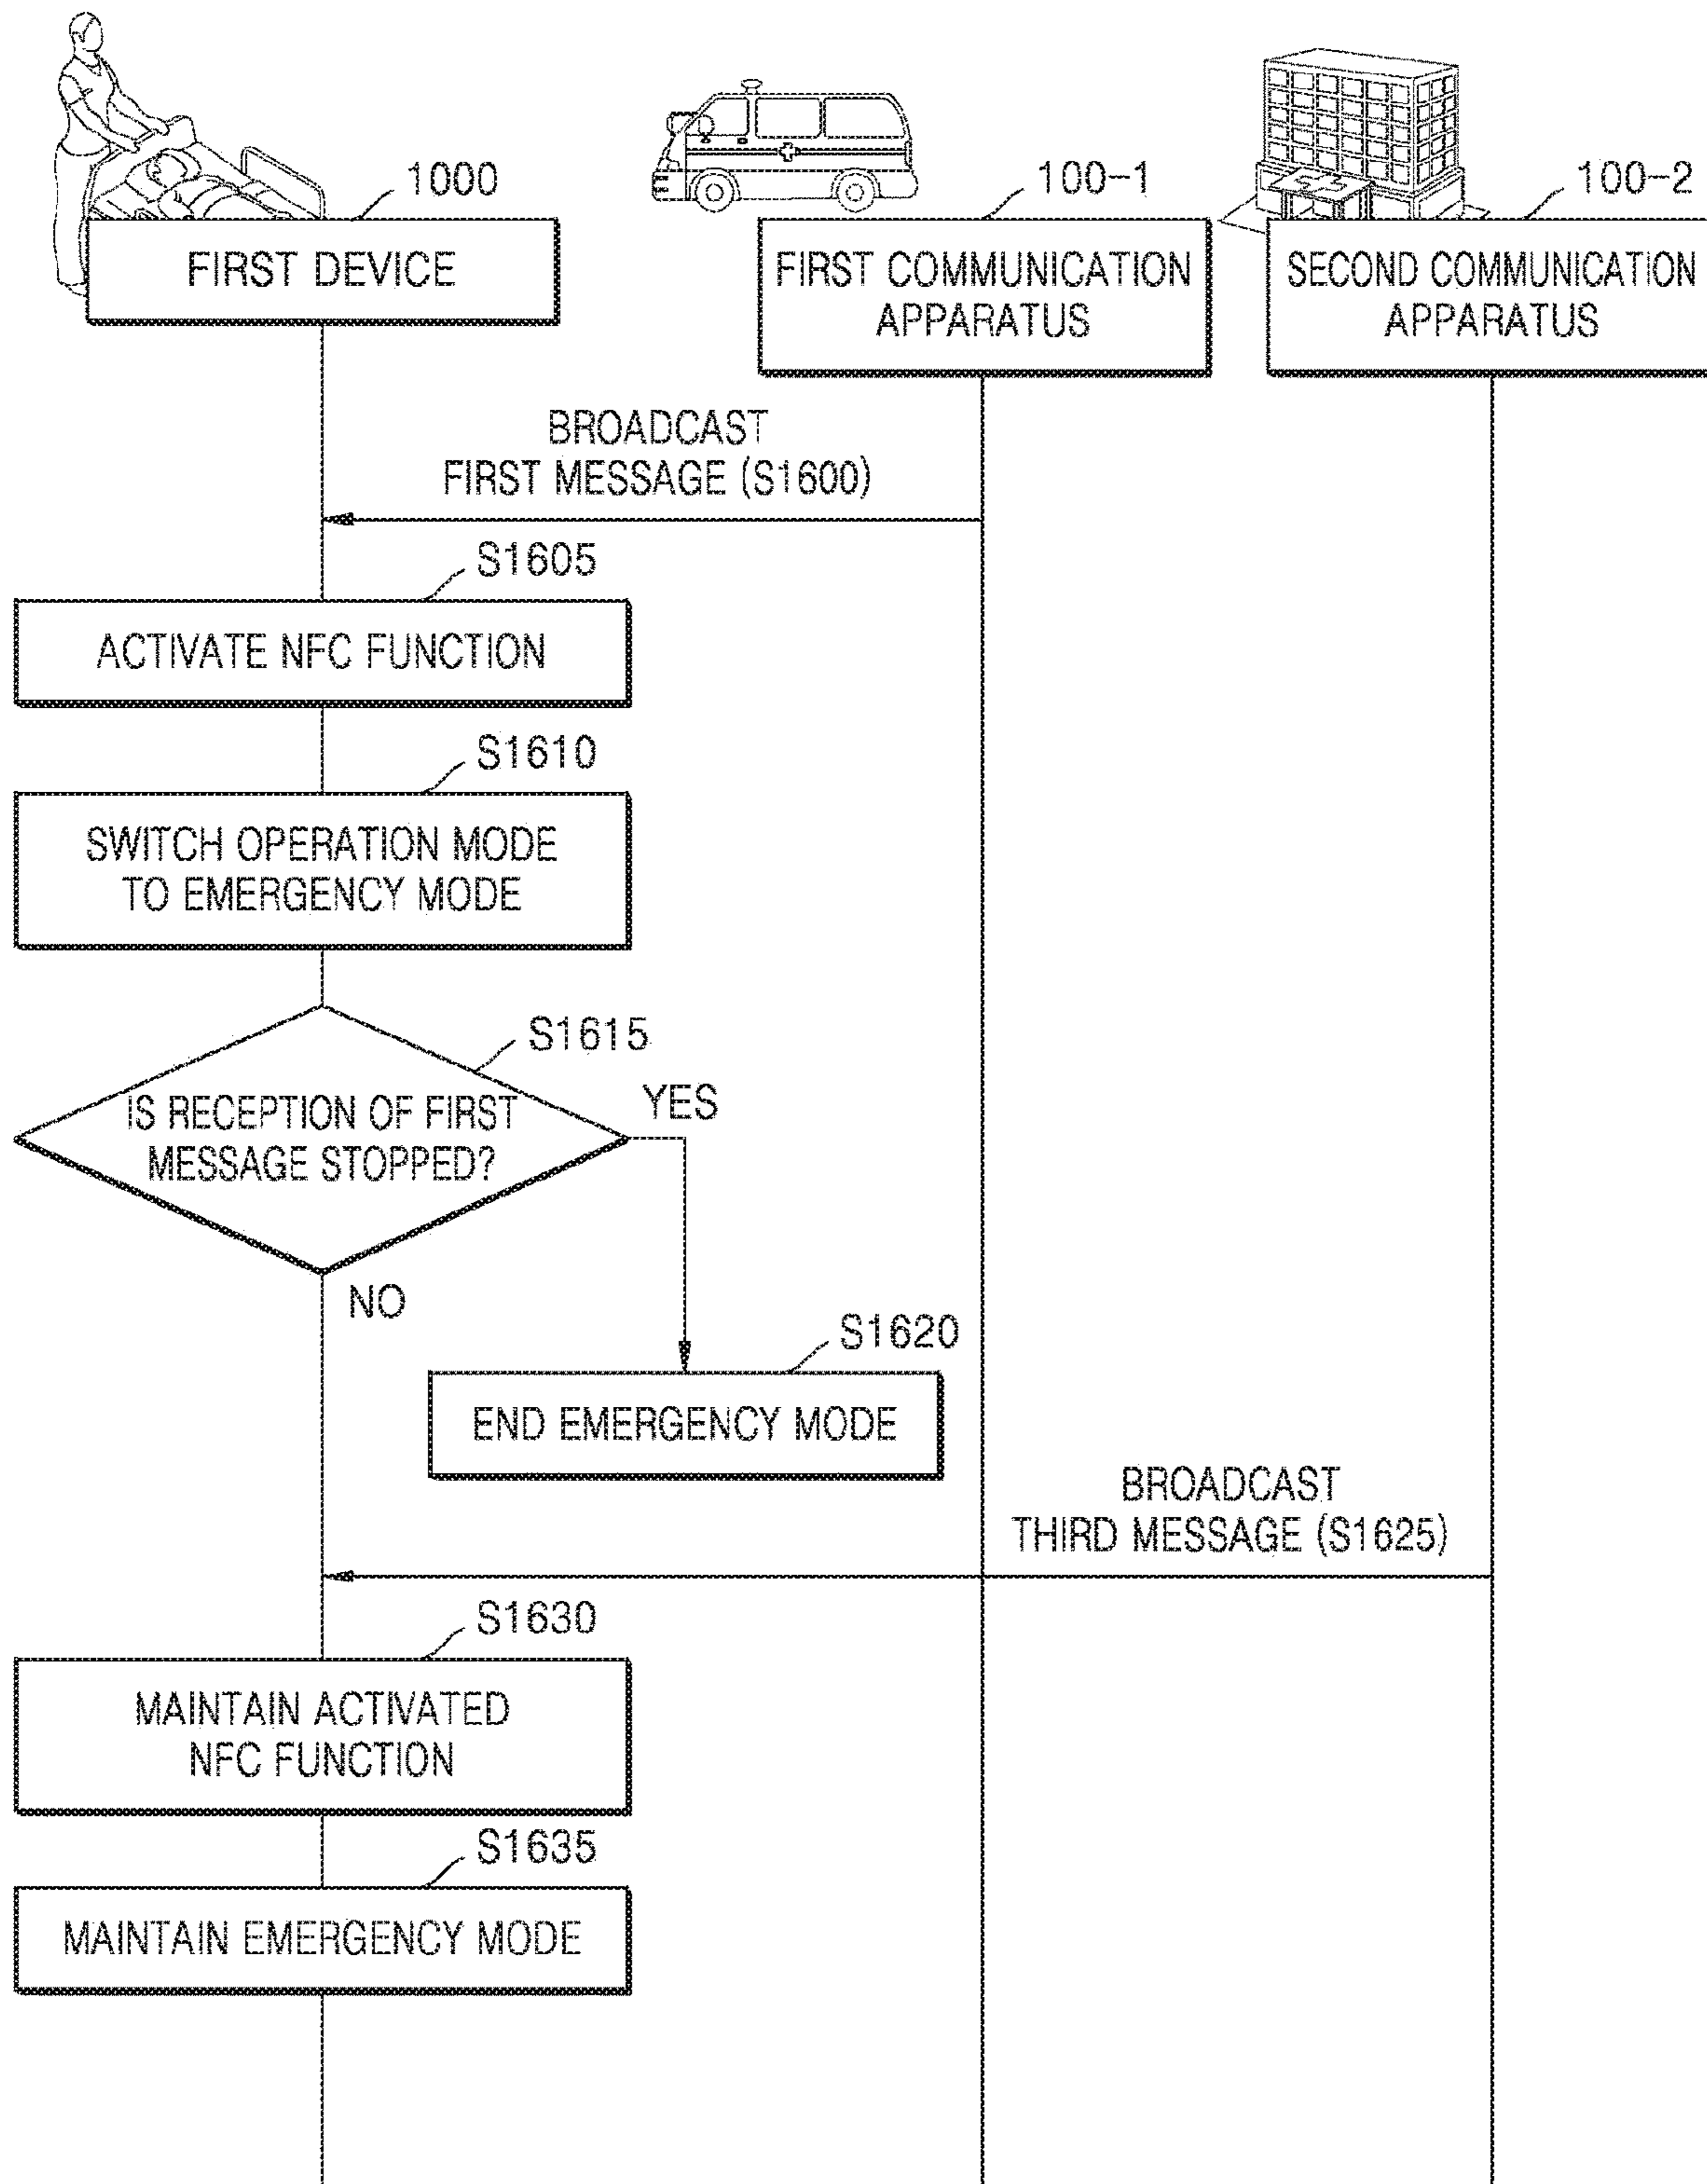 1000
100-1
100-2
FIRST DEVICE
FIRST COMMUNICATION
APPARATUS
SECOND COMMUNICATION
APPARATUS
BROADCAST
FIRST MESSAGE (S1600)
S1605
ACTIVATE NFC FUNCTION
S1610
SWITCH OPERATION MODE
TO EMERGENCY MODE
S1615
IS RECEPTION OF FIRST
MESSAGE STOPPED?
YES
NO
S1620
END EMERGENCY MODE
BROADCAST
THIRD MESSAGE (S1625)
S1630
MAINTAIN ACTIVATED
NFC FUNCTION
S1635
MAINTAIN EMERGENCY MODE